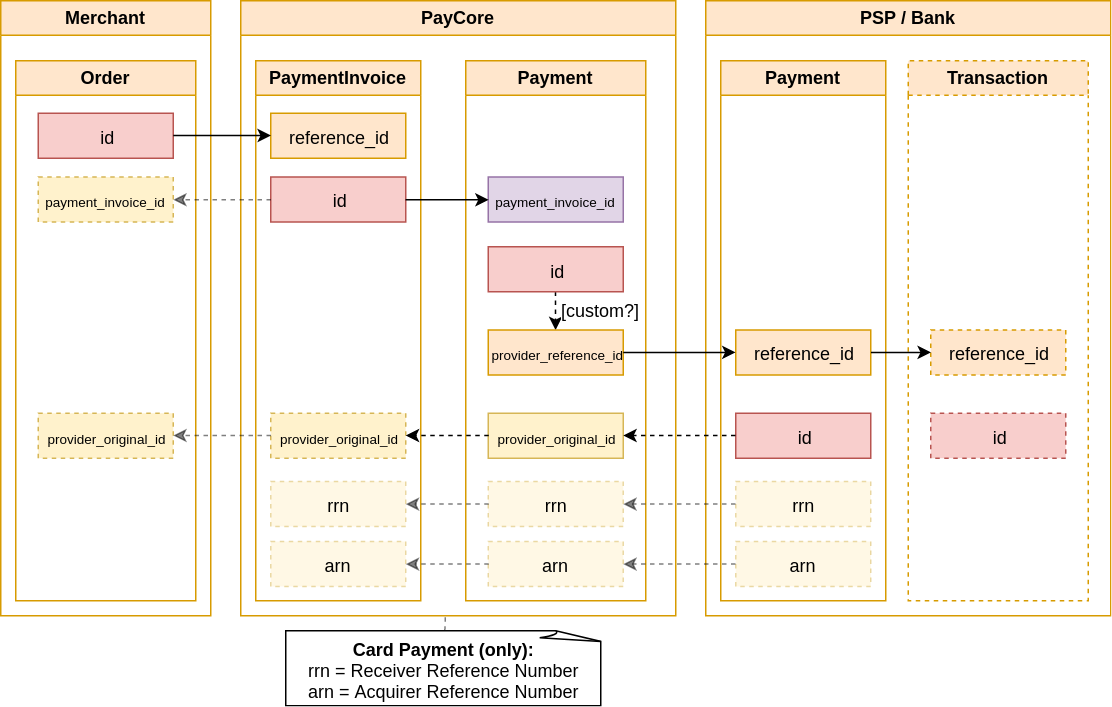 Merchant
PayCore
PSP / Bank
Order
PaymentInvoice
Payment
Payment
Transaction
id
reference_id
payment_invoice_id
id
payment_invoice_id
id
[custom?]
provider_reference_id
reference_id
reference_id
provider_original_id
provider_original_id
provider_original_id
id
id
rrn
rrn
rrn
arn
arn
arn
Card Payment (only):
rrn = Receiver Reference Number
arn = Acquirer Reference Number